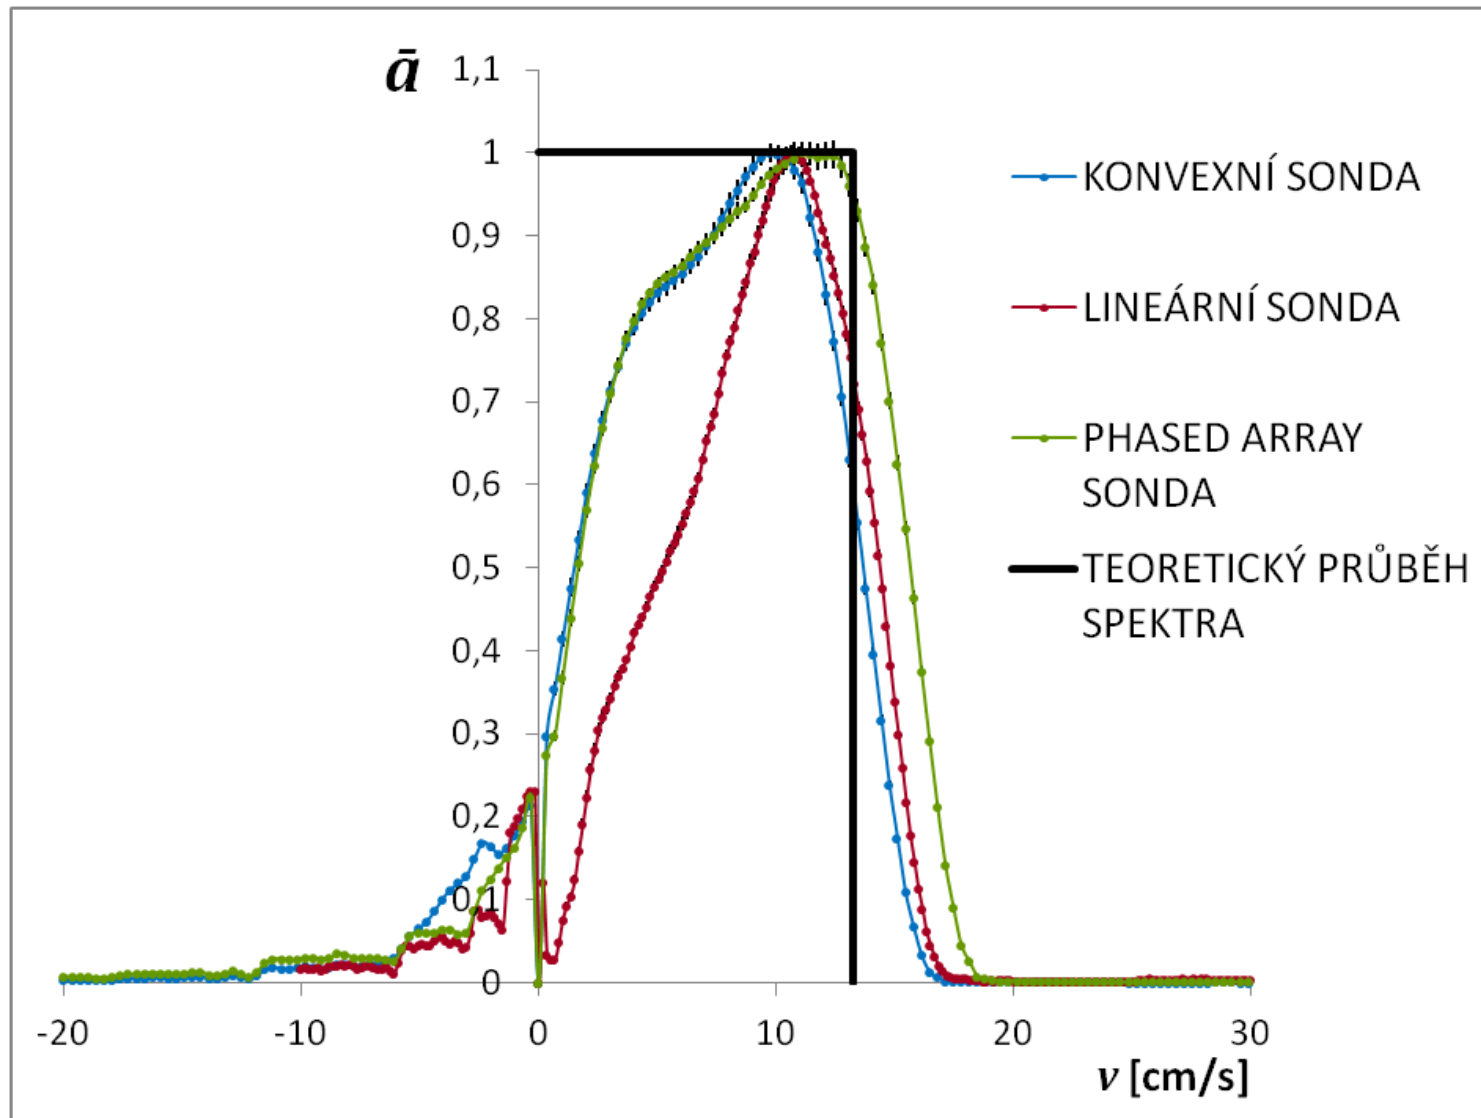 ā
1,1
1
0,9
0,8
0,7
0,6
0,5
0,4
0,3
0,2
0,1
0
-20
-10
0
10
20
30
v [cm/s]
KONVEXNÍ SONDA
LINEÁRNÍ SONDA
PHASED ARRAY
SONDA
TEORETICKÝ PRŮBĚH
SPEKTRA